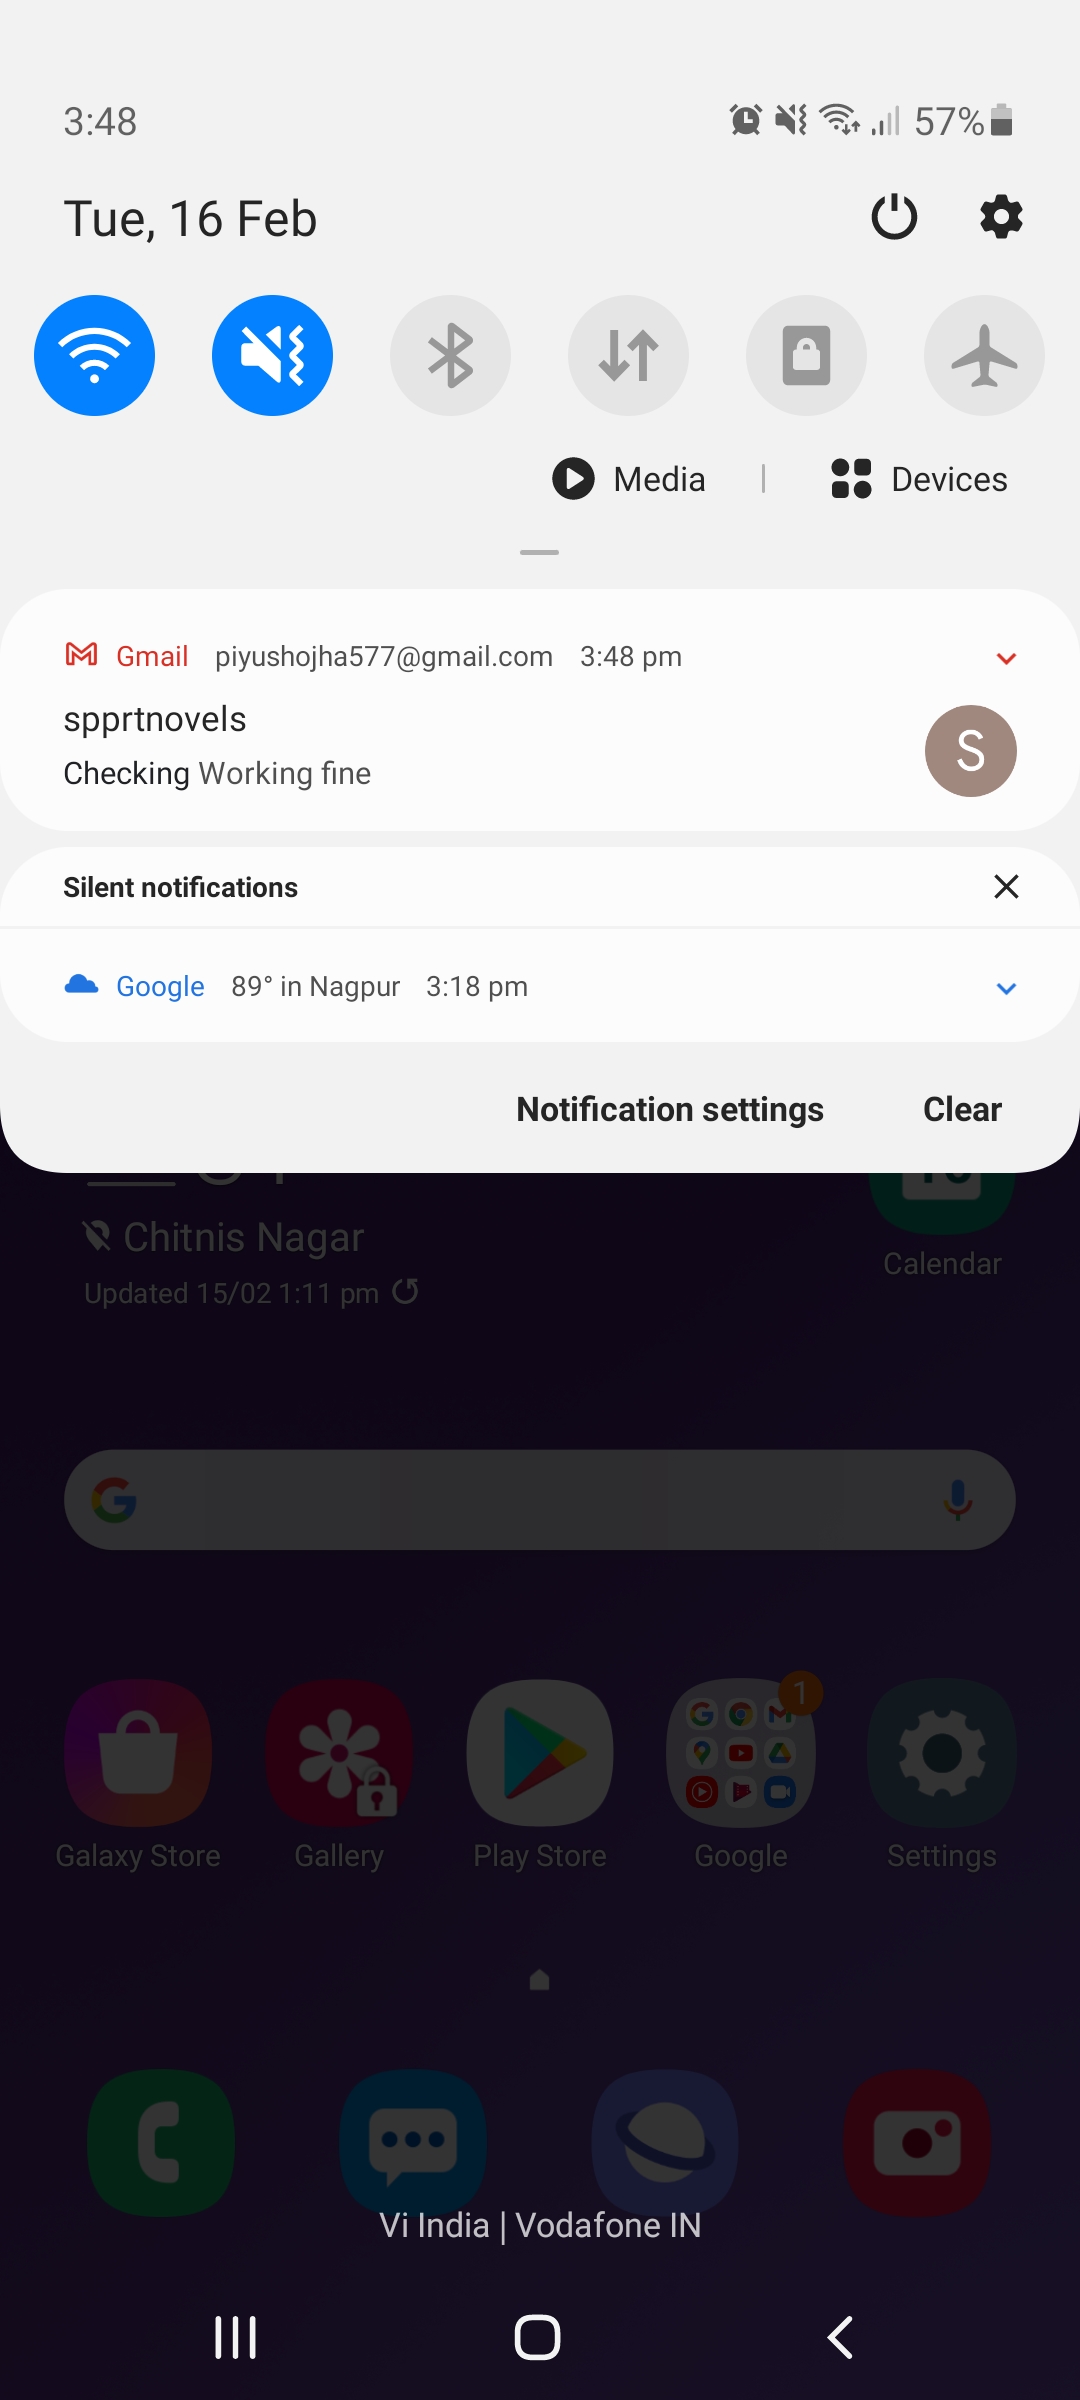 3:48
57%
Tue, 16 Feb
Media | Devices
Gmail piyushojha577@gmail.com 3:48 pm
spprtnovels
Checking Working fine
S
Silent notifications
Google 89° in Nagpur 3:18 pm
Notification settings Clear
Chitnis Nagar
Updated 15/02 1:11 pm
Calendar
1
Galaxy Store Gallery Play Store Google Settings
Vi India | Vodafone IN